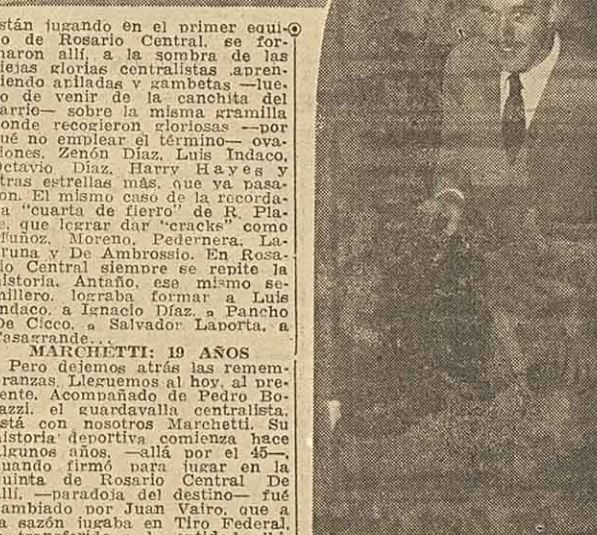 stán jugando en el primer equi-
o de Rosario Central, se for-
maron allí, a la sombra de las
iejas glorias centralistas apren-
iendo apiladas y gambetas —lue-
o de venir de la canchita del
arrio— sobre la misma gramilla
onde recogieron gloriosas —por
ué no emplear el término— ova-
iones. Zenón Díaz, Luis Indaco,
Octavio Díaz, Harry Hayes y
tras estrellas más, que ya pasa-
on. El mismo caso de la recorda-
a "cuarta de fierro" de R. Pla-
e, que lograr dar "cracks" como
Muñoz, Moreno, Pedernera, La-
runa y De Ambrossio. En Rosa-
io Central siempre se repite la
istoria. Antaño, ese mismo se-
millero, lograba formar a Luis
ndaco, a Ignacio Díaz, a Pancho
De Cicco, a Salvador Laporta, a
Casagrande...
MARCHETTI: 19 AÑOS
Pero dejemos atrás las remem-
ranzas. Lleguemos al hoy, al pre-
ente. Acompañado de Pedro Bo-
azzi, el guardavalla centralista,
stá con nosotros Marchetti. Su
istoria deportiva comienza hace
lgunos años, —allá por el 45—,
uando firmó para jugar en la
uinta de Rosario Central De
llí, —paradoja del destino— fué
ambiado por Juan Vairo, que a
a sazón jugaba en Tiro Federal,